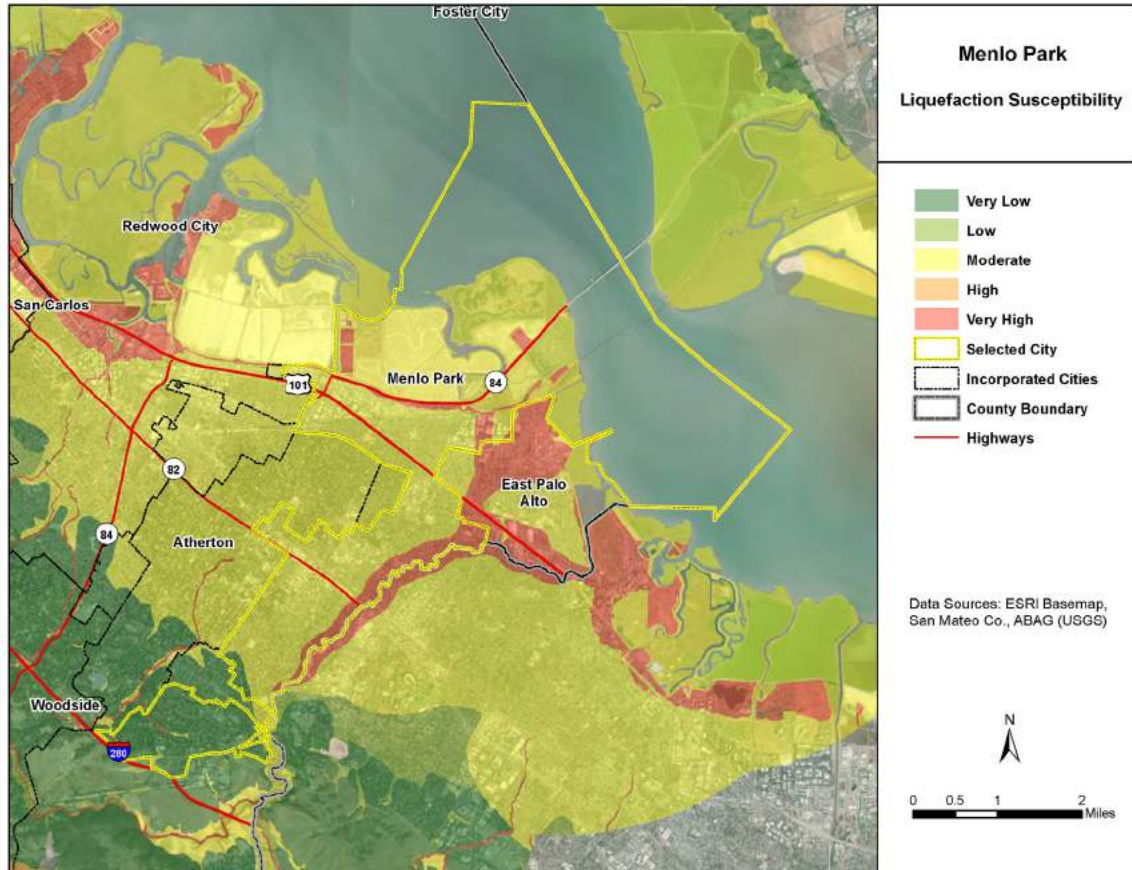 Foster City
Redwood City
San Carlos
Menlo Park
101
84
82
East Palo
Alto
84
Atherton
Woodside
280
Menlo Park
Liquefaction Susceptibility
Very Low
Low
Moderate
High
Very High
Selected City
Incorporated Cities
County Boundary
Highways
Data Sources: ESRI Basemap,
San Mateo Co., ABAG (USGS)
N
0 0.5 1 2
Miles